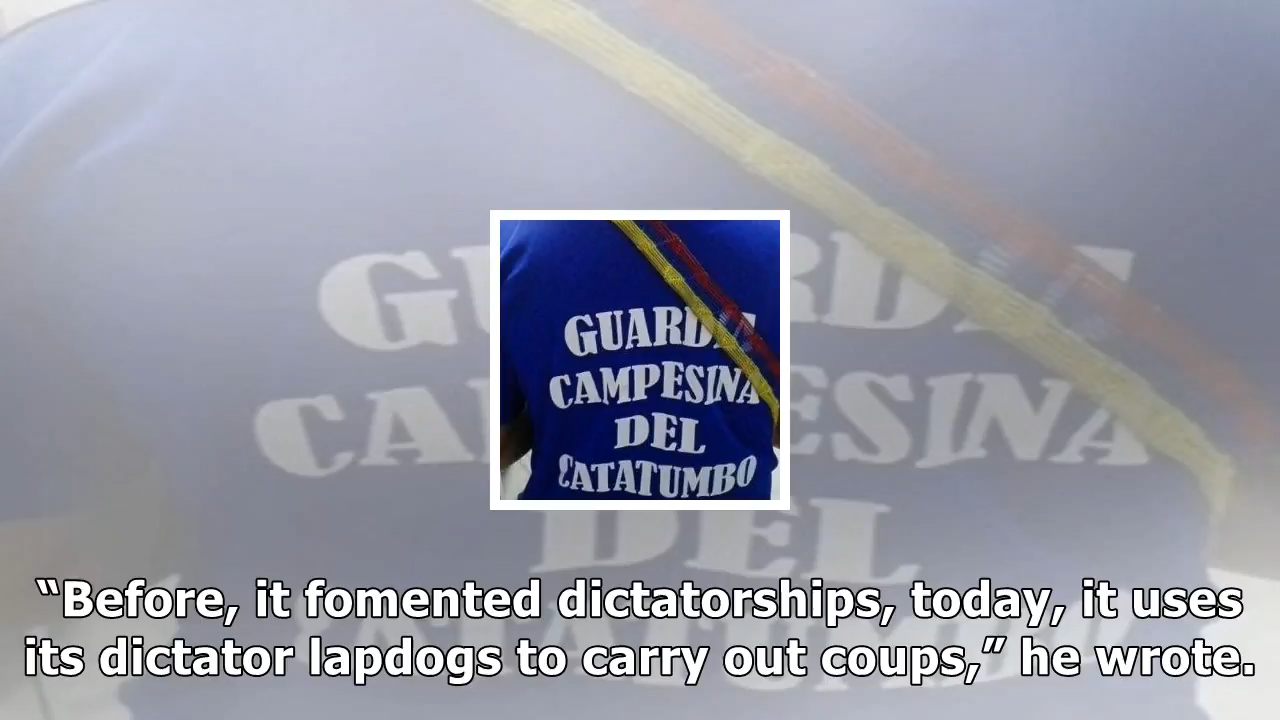 GUARDIA
CAMPESINA
DEL
CATATUMBO
“Before, it fomented dictatorships, today, it uses
its dictator lapdogs to carry out coups,” he wrote.